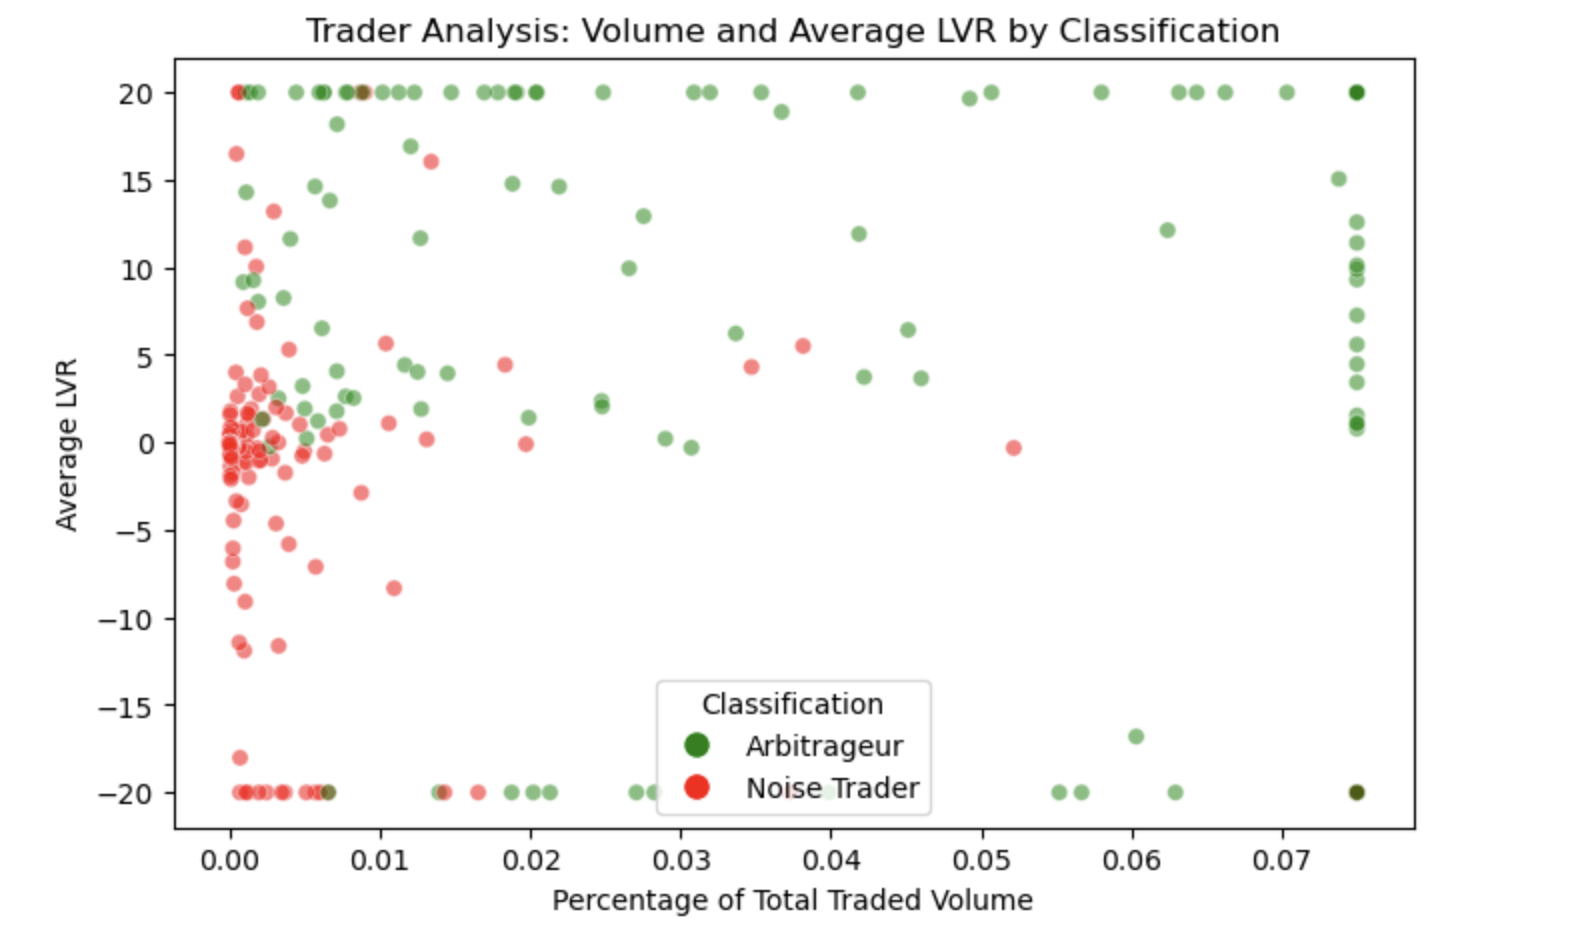 Trader Analysis: Volume and Average LVR by Classification
20
15
10
5
0
−5
−10
−15
−20
Average LVR
Classification
Arbitrageur
Noise Trader
0.00 0.01 0.02 0.03 0.04 0.05 0.06 0.07
Percentage of Total Traded Volume